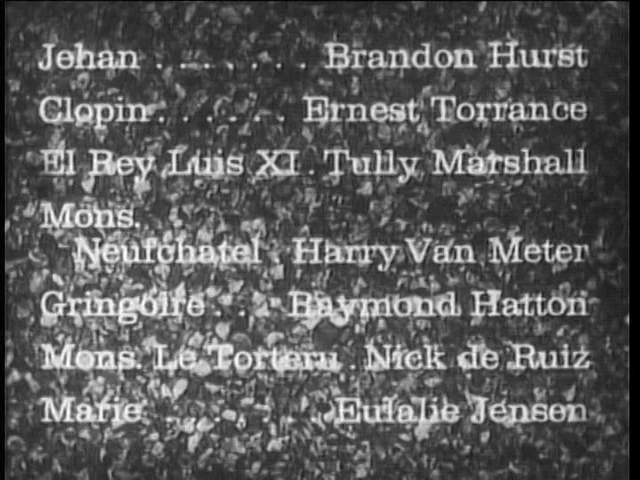 Jehan . . . . . . . Brandon Hurst
Clopin . . . . . . Ernest Torrance
El Rey Luis XI . Tully Marshall
Mons.
Neufchatel . Harry Van Meter
Gringoire . . . Raymond Hatton
Mons. Le Torteru . Nick de Ruiz
Marie . . . . . . . Eulalie Jensen